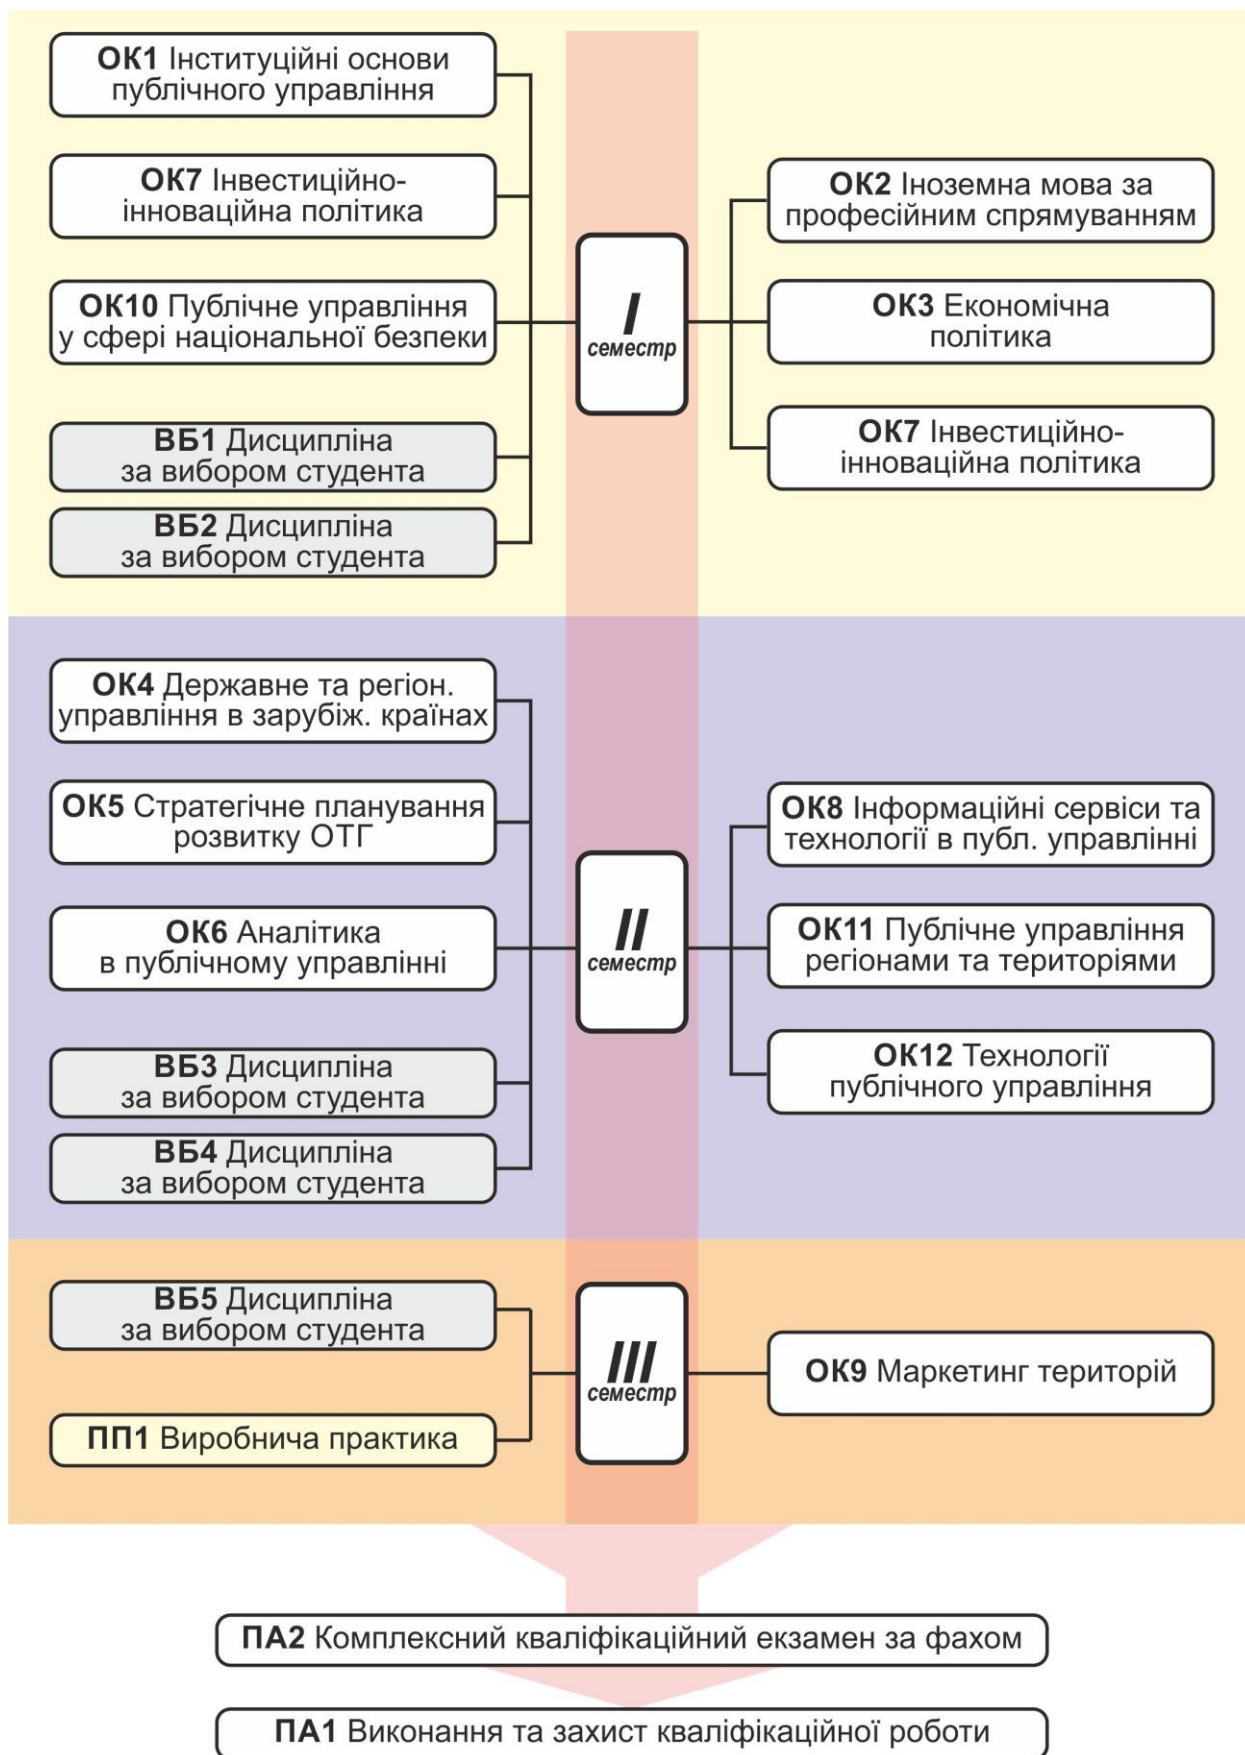 ОК1 Інституційні основи
публічного управління
ОК7 Інвестиційно-
інноваційна політика
ОК10 Публічне управління
у сфері національної безпеки
ВБ1 Дисципліна
за вибором студента
ВБ2 Дисципліна
за вибором студента
I
семестр
ОК2 Іноземна мова за
професійним спрямуванням
ОК3 Економічна
політика
ОК7 Інвестиційно-
інноваційна політика
ОК4 Державне та регіон.
управління в зарубіж. країнах
ОК5 Стратегічне планування
розвитку ОТГ
ОК6 Аналітика
в публічному управлінні
ВБ3 Дисципліна
за вибором студента
ВБ4 Дисципліна
за вибором студента
II
семестр
ОК8 Інформаційні сервіси та
технології в публ. управлінні
ОК11 Публічне управління
регіонами та територіями
ОК12 Технології
публічного управління
ВБ5 Дисципліна
за вибором студента
ПП1 Виробнича практика
III
семестр
ОК9 Маркетинг територій
ПА2 Комплексний кваліфікаційний екзамен за фахом
ПА1 Виконання та захист кваліфікаційної роботи